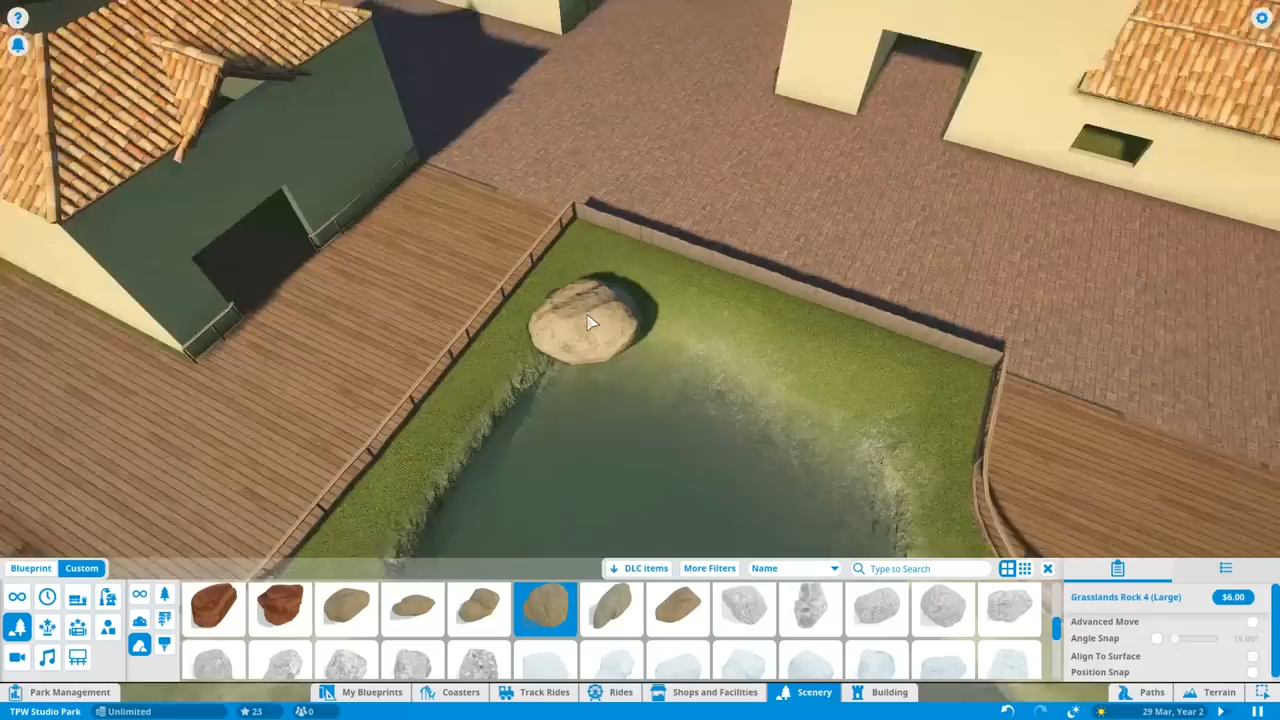 ?
Blueprint Custom DLC items More Filters Name Type to Search
Grasslands Rock 4 (Large) $6.00
Advanced Move
Angle Snap 15.00°
Align To Surface
Position Snap
Park Management My Blueprints Coasters Track Rides Rides Shops and Facilities Scenery Building Paths Terrain
TPW Studio Park Unlimited 23 0 29 Mar, Year 2